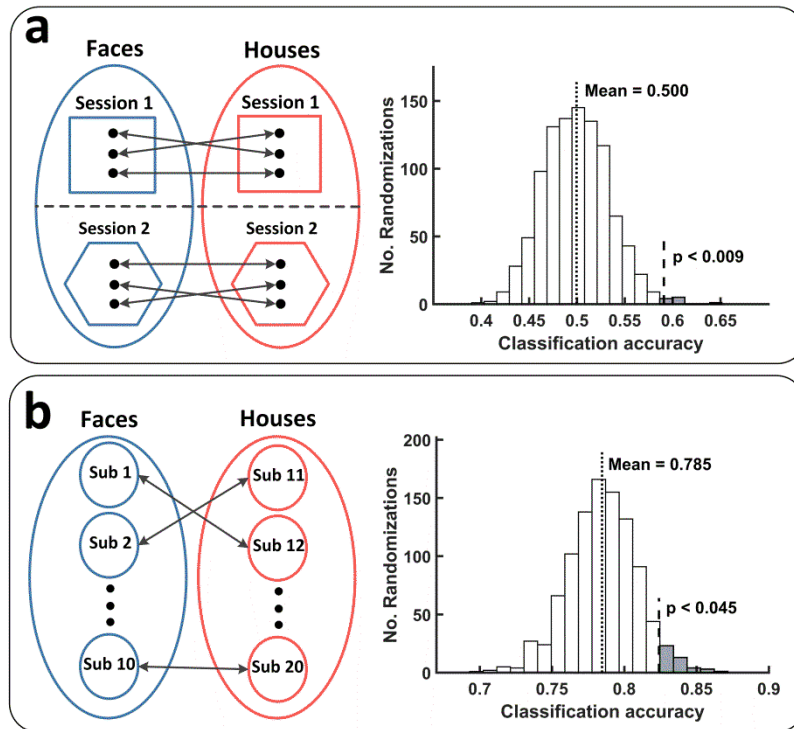 a
Faces Houses
Session 1 Session 1
Session 2 Session 2
No. Randomizations
150
100
50
0
Mean = 0.500
p < 0.009
0.4 0.45 0.5 0.55 0.6 0.65
Classification accuracy
b
Faces Houses
Sub 1 Sub 11
Sub 2 Sub 12
Sub 10 Sub 20
No. Randomizations
200
150
100
50
0
Mean = 0.785
p < 0.045
0.7 0.75 0.8 0.85 0.9
Classification accuracy